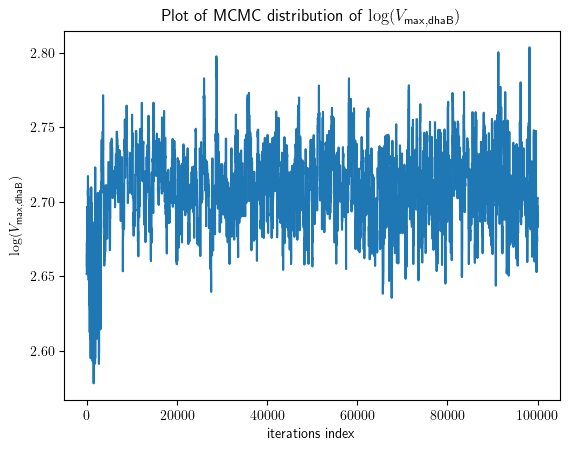 Plot of MCMC distribution of log(V_max,dhaB)
log(V_max,dhaB)
2.80
2.75
2.70
2.65
2.60
0 20000 40000 60000 80000 100000
iterations index